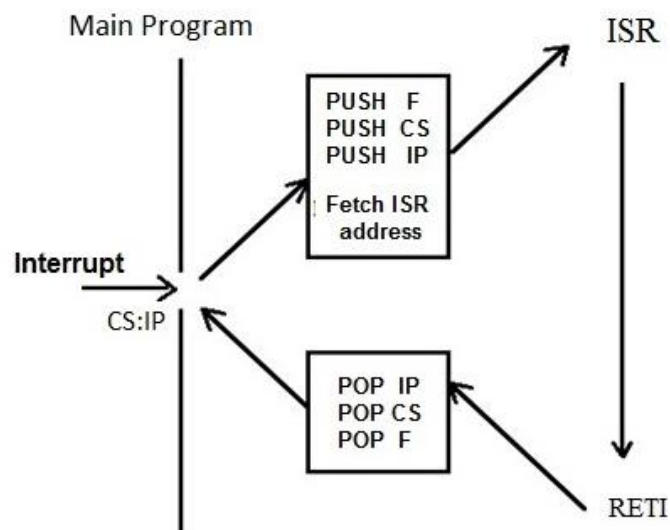 Main Program
ISR
PUSH F
PUSH CS
PUSH IP
Fetch ISR
address
Interrupt
CS:IP
POP IP
POP CS
POP F
RETI